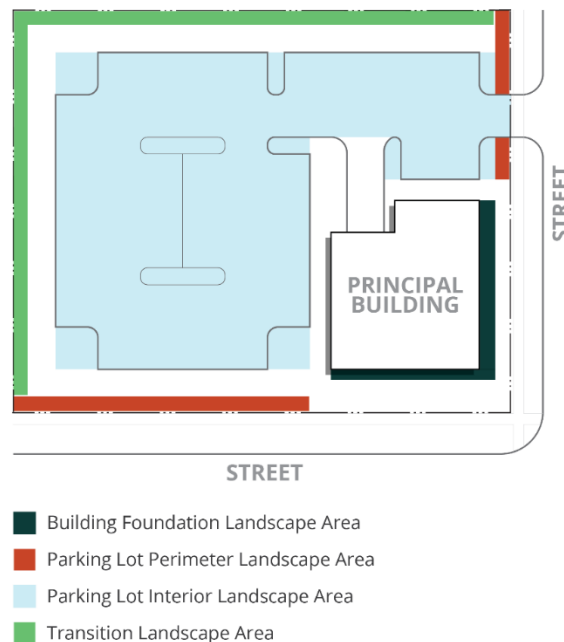 STREET
PRINCIPAL
BUILDING
STREET
Building Foundation Landscape Area
Parking Lot Perimeter Landscape Area
Parking Lot Interior Landscape Area
Transition Landscape Area